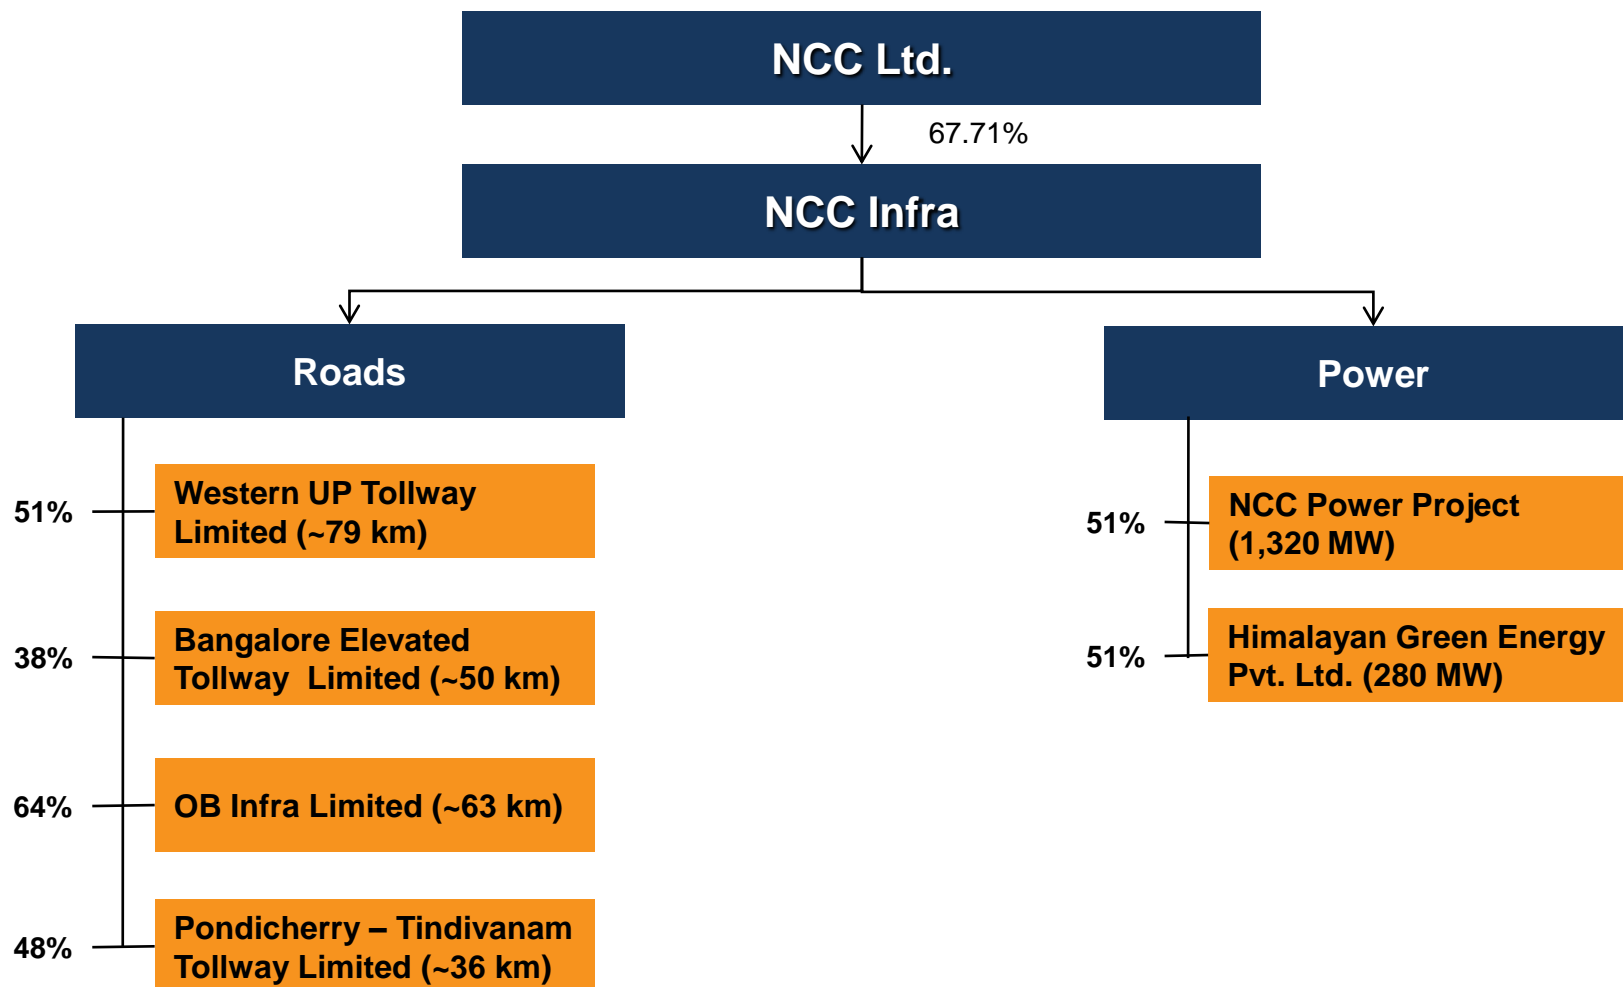 NCC Ltd.
67.71%
NCC Infra
Roads
51%
Western UP Tollway
Limited (~79 km)
38%
Bangalore Elevated
Tollway  Limited (~50 km)
64%
OB Infra Limited (~63 km)
48%
Pondicherry – Tindivanam
Tollway Limited (~36 km)
Power
51%
NCC Power Project
(1,320 MW)
51%
Himalayan Green Energy
Pvt. Ltd. (280 MW)